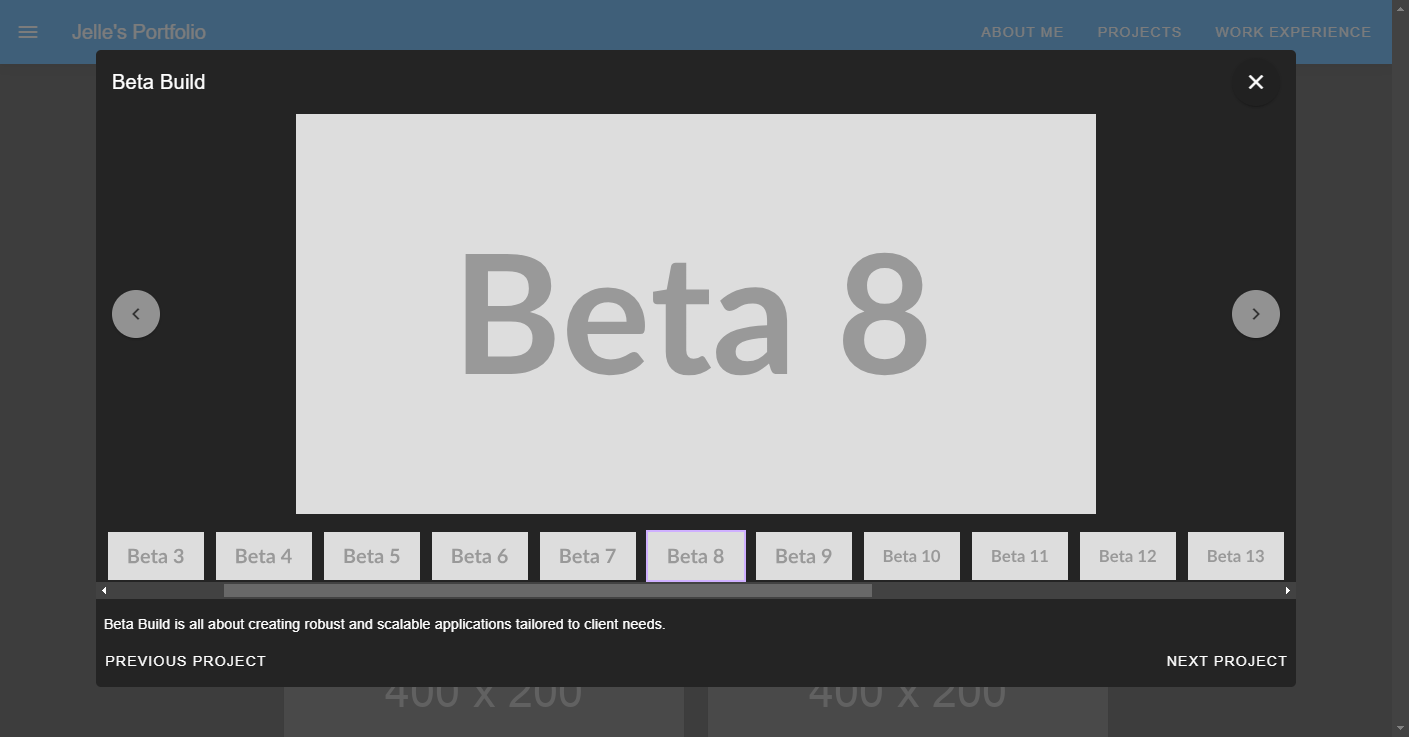 Jelle's Portfolio
ABOUT ME
PROJECTS
WORK EXPERIENCE
Beta Build
Beta 8
Beta 3
Beta 4
Beta 5
Beta 6
Beta 7
Beta 8
Beta 9
Beta 10
Beta 11
Beta 12
Beta 13
Beta Build is all about creating robust and scalable applications tailored to client needs.
PREVIOUS PROJECT
NEXT PROJECT
400 x 200
400 x 200